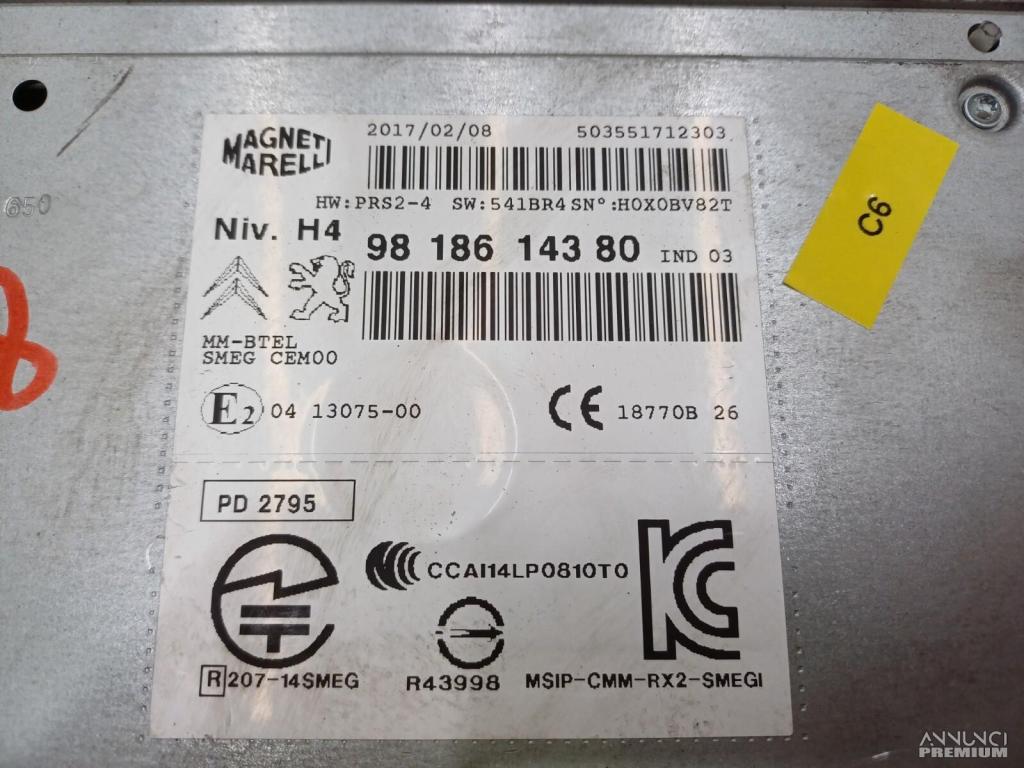 MAGNETI MARELLI
2017/02/08 503551712303
HW:PRS2-4 SW:541BR4 SN°:H0X0BV82T
Niv. H4 98 186 143 80 IND 03
MM-BTEL
SMEG CEM00
E2 04 13075-00 CE 18770B 26
PD 2795
CCAI14LP0810T0
KC
R 207-14SMEG R43998 MSIP-CMM-RX2-SMEGI
C6
650
8
ANNUNCI
PREMIUM